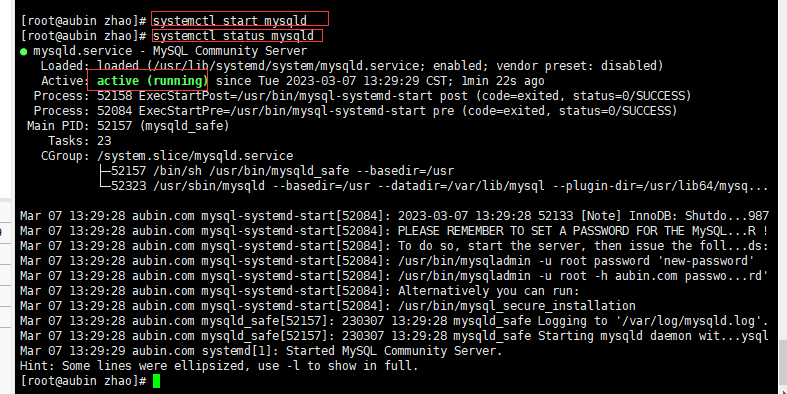 [root@aubin zhao]# systemctl start mysqld
[root@aubin zhao]# systemctl status mysqld
● mysqld.service - MySQL Community Server
Loaded: loaded (/usr/lib/systemd/system/mysqld.service; enabled; vendor preset: disabled)
Active: active (running) since Tue 2023-03-07 13:29:29 CST; 1min 22s ago
Process: 52158 ExecStartPost=/usr/bin/mysql-systemd-start post (code=exited, status=0/SUCCESS)
Process: 52084 ExecStartPre=/usr/bin/mysql-systemd-start pre (code=exited, status=0/SUCCESS)
Main PID: 52157 (mysqld_safe)
Tasks: 23
CGroup: /system.slice/mysqld.service
├─52157 /bin/sh /usr/bin/mysqld_safe --basedir=/usr
└─52323 /usr/sbin/mysqld --basedir=/usr --datadir=/var/lib/mysql --plugin-dir=/usr/lib64/mysq...
Mar 07 13:29:28 aubin.com mysql-systemd-start[52084]: 2023-03-07 13:29:28 52133 [Note] InnoDB: Shutdo...987
Mar 07 13:29:28 aubin.com mysql-systemd-start[52084]: PLEASE REMEMBER TO SET A PASSWORD FOR THE MySQL...R !
Mar 07 13:29:28 aubin.com mysql-systemd-start[52084]: To do so, start the server, then issue the foll...ds:
Mar 07 13:29:28 aubin.com mysql-systemd-start[52084]: /usr/bin/mysqladmin -u root password 'new-password'
Mar 07 13:29:28 aubin.com mysql-systemd-start[52084]: /usr/bin/mysqladmin -u root -h aubin.com passwo...rd'
Mar 07 13:29:28 aubin.com mysql-systemd-start[52084]: Alternatively you can run:
Mar 07 13:29:28 aubin.com mysql-systemd-start[52084]: /usr/bin/mysql_secure_installation
Mar 07 13:29:28 aubin.com mysqld_safe[52157]: 230307 13:29:28 mysqld_safe Logging to '/var/log/mysqld.log'.
Mar 07 13:29:28 aubin.com mysqld_safe[52157]: 230307 13:29:28 mysqld_safe Starting mysqld daemon wit...ysql
Mar 07 13:29:29 aubin.com systemd[1]: Started MySQL Community Server.
Hint: Some lines were ellipsized, use -l to show in full.
[root@aubin zhao]#